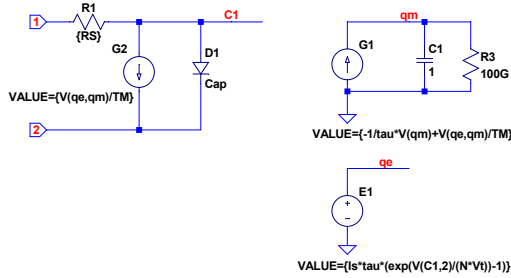 R1
1
{RS}
C1
G2
D1
Cap
VALUE={V(qe,qm)/TM}
2
qm
G1
C1
1
R3
100G
VALUE={-1/tau*V(qm)+V(qe,qm)/TM}
qe
E1
VALUE={Is*tau*(exp(V(C1,2)/(N*Vt))-1)}